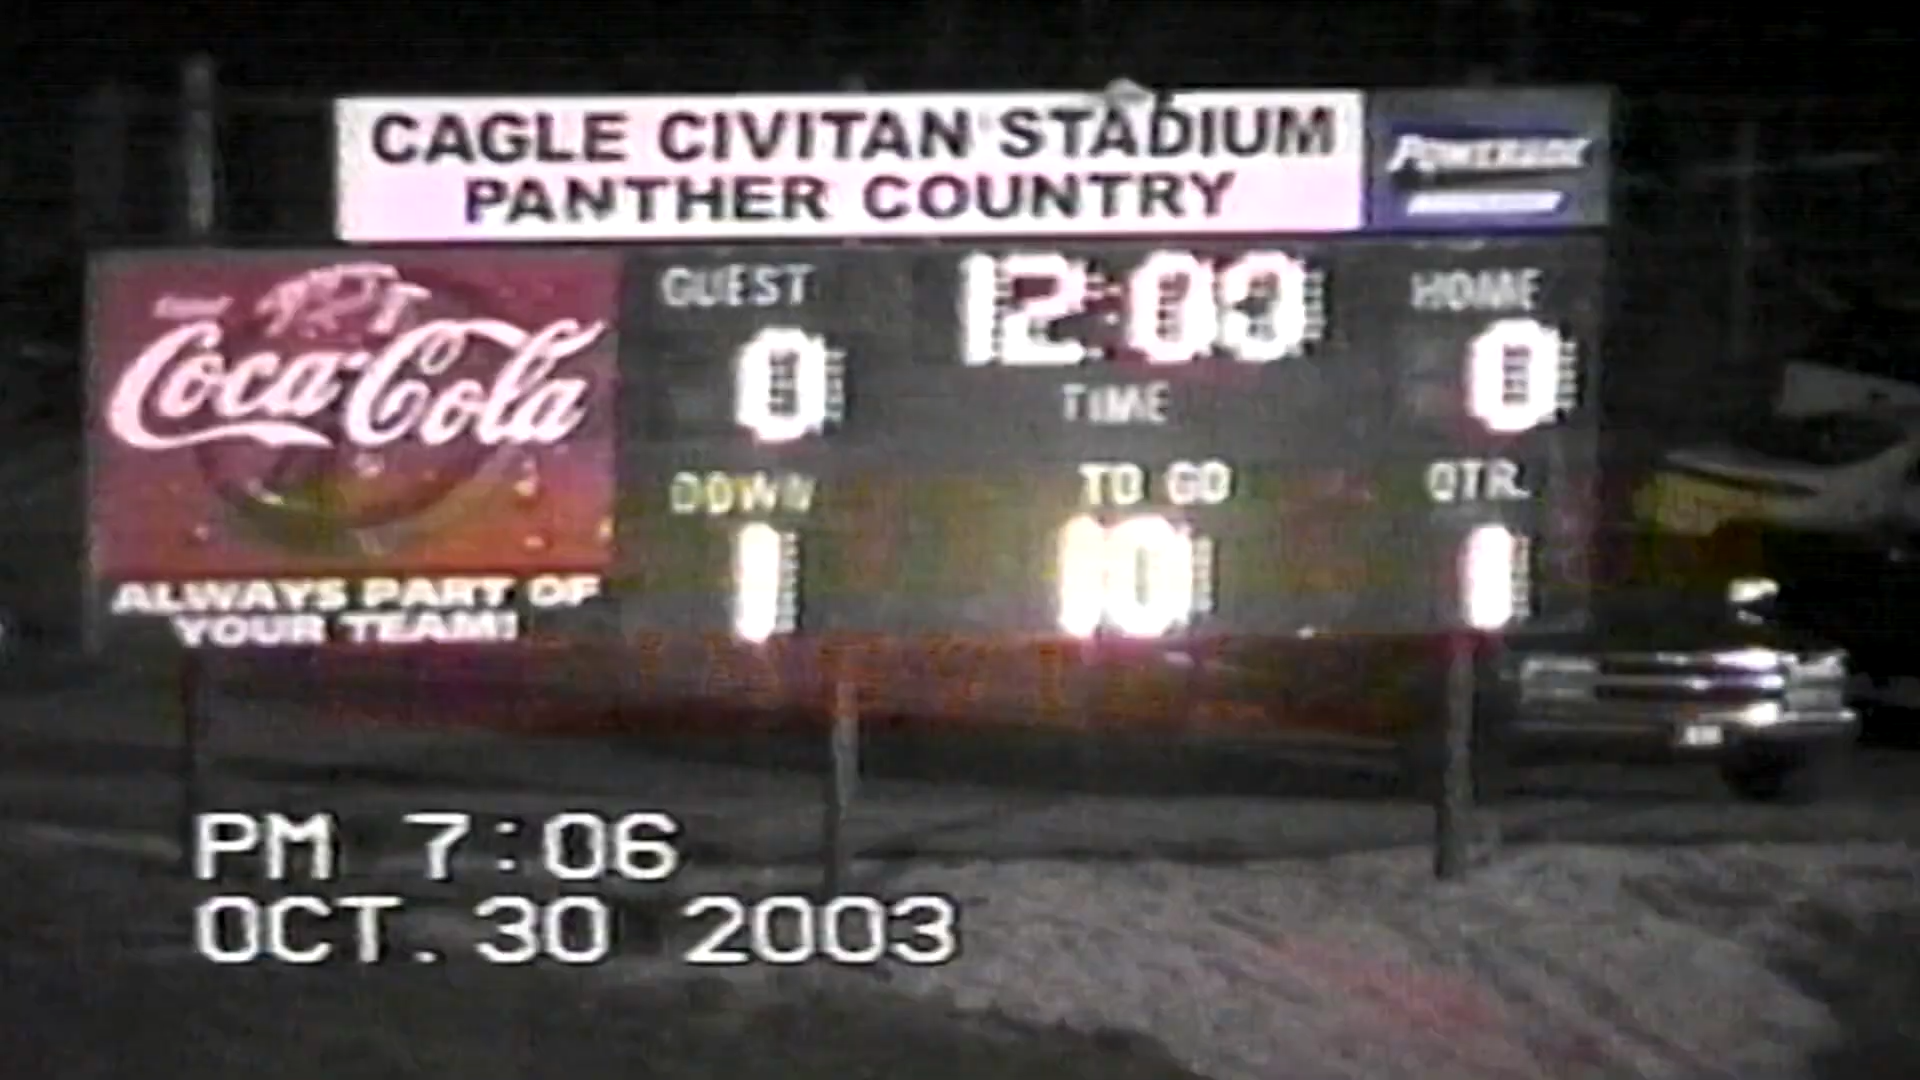 CAGLE CIVITAN STADIUM
PANTHER COUNTRY
POWERADE
Coca-Cola
ALWAYS PART OF
YOUR TEAM!
GUEST
0
12:00
TIME
HOME
0
DOWN
1
TO GO
10
QTR.
1
PM 7:06
OCT. 30 2003